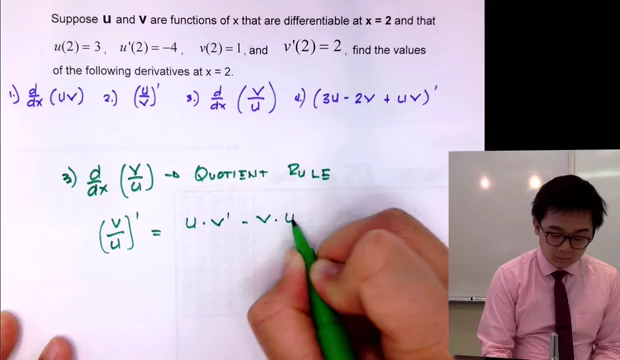 Suppose u and v are functions of x that are differentiable at x = 2 and that
u(2) = 3, u'(2) = −4, v(2) = 1, and v'(2) = 2, find the values
of the following derivatives at x = 2.
1.) d/dx (uv) 2.) (u/v)' 3.) d/dx (v/u) 4.) (3u − 2v + uv)'
3) d/dx (v/u) → QUOTIENT RULE
(v/u)' = u · v' − v · u